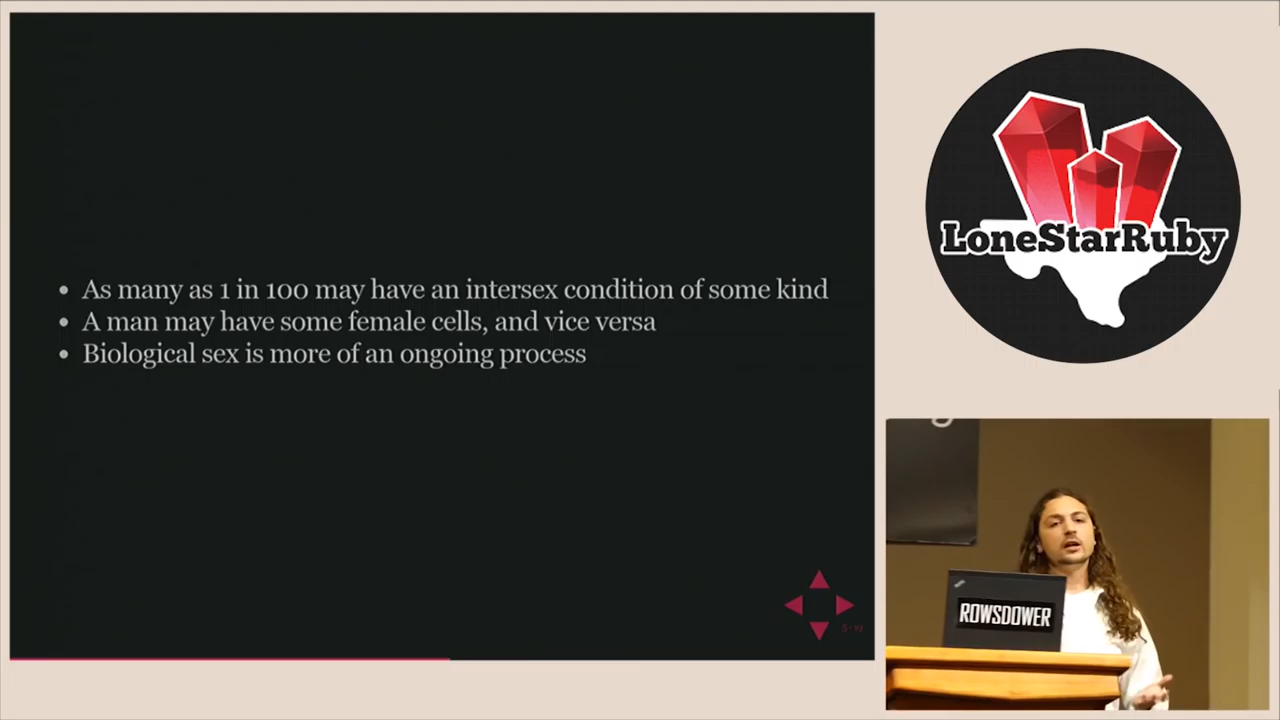 As many as 1 in 100 may have an intersex condition of some kind
A man may have some female cells, and vice versa
Biological sex is more of an ongoing process
LoneStarRuby
ROWSDOWER